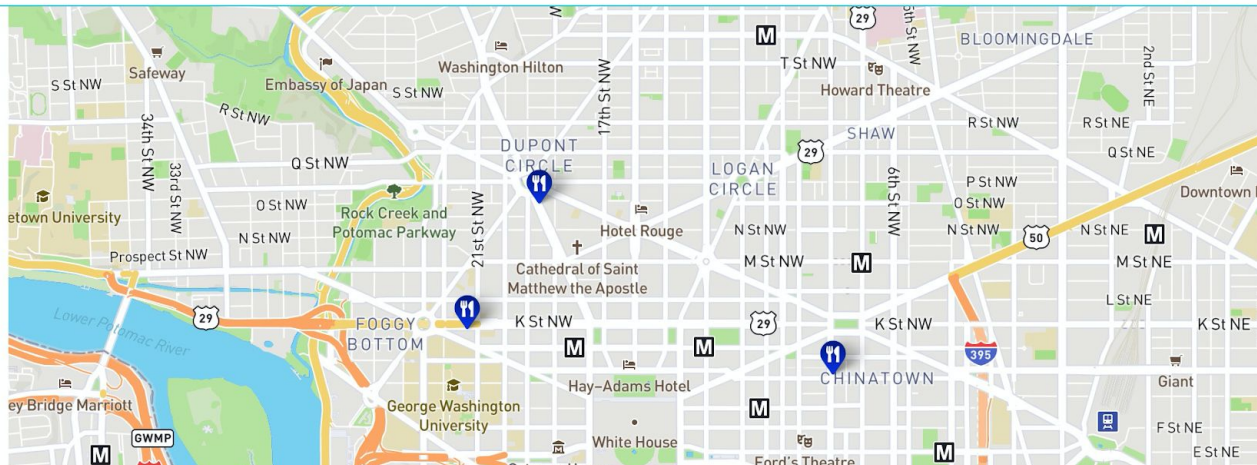 29
5th St NW
M
BLOOMINGDALE
2nd St NE
Safeway
Washington Hilton
T St NW
S St NW
Embassy of Japan
S St NW
17th St NW
Howard Theatre
R St NW
34th St NW
R St NW
R St NE
SHAW
DUPONT
CIRCLE
29
Q St NW
Q St NE
33rd St NW
LOGAN
CIRCLE
6th St NW
P St NW
Downtown
etown University
O St NW
O St NW
Rock Creek and
Potomac Parkway
21st St NW
Hotel Rouge
N St NW
N St NW
N St NW
N St NE
50
M
Prospect St NW
Cathedral of Saint
Matthew the Apostle
M St NW
M
M St NE
Lower Potomac River
29
FOGGY
BOTTOM
K St NW
29
K St NW
L St NE
K St NE
M
M
395
CHINATOWN
Hay-Adams Hotel
Giant
ey Bridge Marriott
George Washington
University
M
GWMP
White House
F St NE
M
Ford's Theatre
M
E St NE